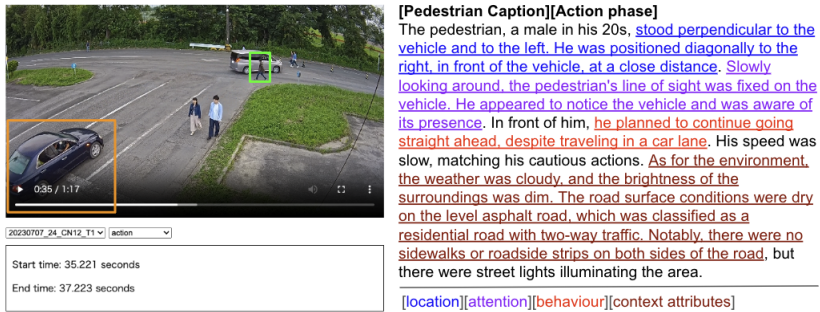 0:35 / 1:17
20230707_24_CN12_T1
action
Start time: 35.221 seconds
End time: 37.223 seconds
[Pedestrian Caption][Action phase]
The pedestrian, a male in his 20s, stood perpendicular to the
vehicle and to the left. He was positioned diagonally to the
right, in front of the vehicle, at a close distance. Slowly
looking around, the pedestrian's line of sight was fixed on the
vehicle. He appeared to notice the vehicle and was aware of
its presence. In front of him, he planned to continue going
straight ahead, despite traveling in a car lane. His speed was
slow, matching his cautious actions. As for the environment,
the weather was cloudy, and the brightness of the
surroundings was dim. The road surface conditions were dry
on the level asphalt road, which was classified as a
residential road with two-way traffic. Notably, there were no
sidewalks or roadside strips on both sides of the road, but
there were street lights illuminating the area.
[location][attention][behaviour][context attributes]